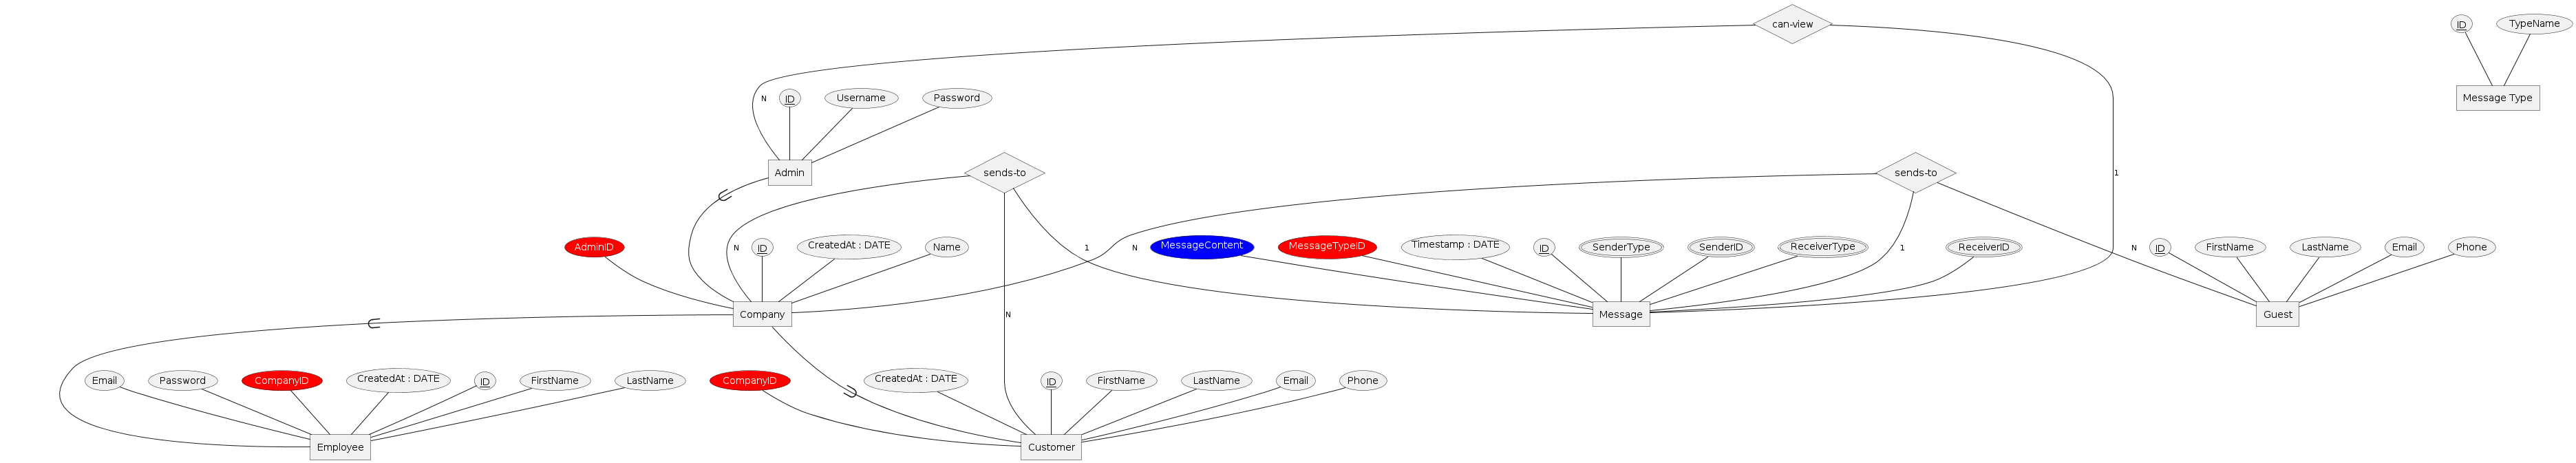 can-view
ID
TypeName
Message Type
N
ID
Username
Password
Admin
sends-to
sends-to
1
AdminID
N
ID
CreatedAt : DATE
Name
1
N
MessageContent
MessageTypeID
Timestamp : DATE
ID
SenderType
SenderID
ReceiverType
1
ReceiverID
N
ID
FirstName
LastName
Email
Phone
Company
N
Message
Guest
Email
Password
CompanyID
CreatedAt : DATE
ID
FirstName
LastName
CompanyID
CreatedAt : DATE
ID
FirstName
LastName
Email
Phone
Employee
Customer